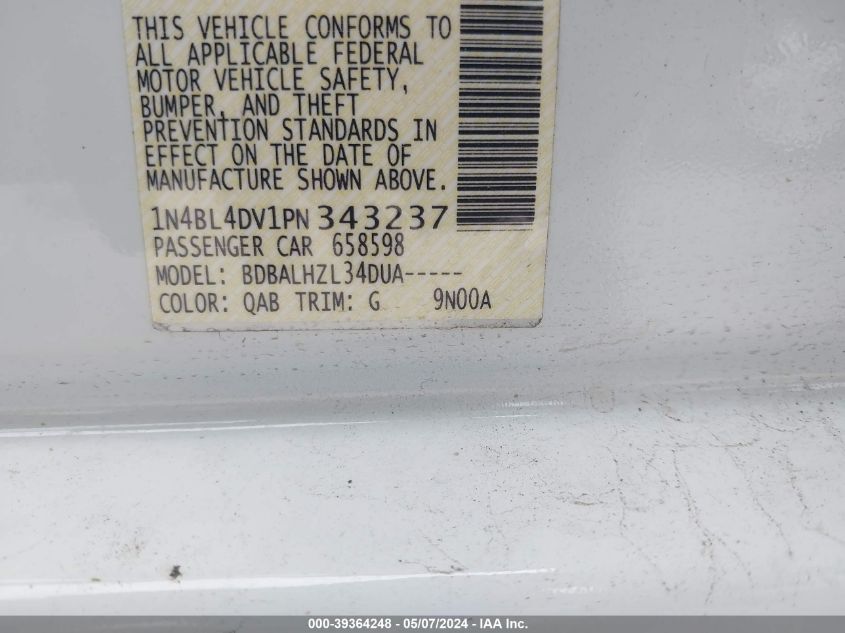 THIS VEHICLE CONFORMS TO
ALL APPLICABLE FEDERAL
MOTOR VEHICLE SAFETY,
BUMPER, AND THEFT
PREVENTION STANDARDS IN
EFFECT ON THE DATE OF
MANUFACTURE SHOWN ABOVE.
1N4BL4DV1PN343237
PASSENGER CAR 658598
MODEL: BDBALHZL34DUA-----
COLOR: QAB TRIM: G 9N00A
000-39364248 - 05/07/2024 - IAA Inc.